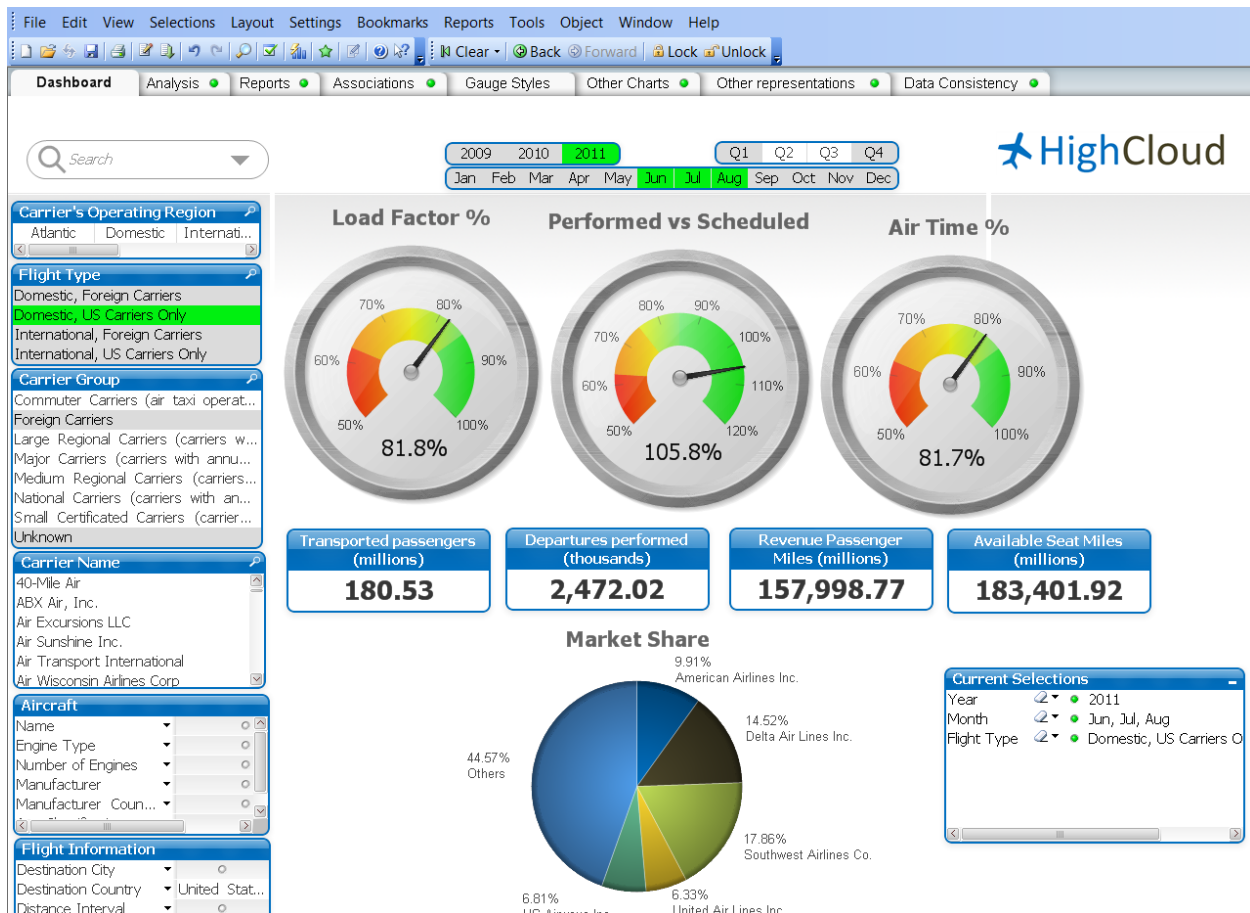 File Edit View Selections Layout Settings Bookmarks Reports Tools Object Window Help
Clear Back Forward Lock Unlock
Dashboard Analysis Reports Associations Gauge Styles Other Charts Other representations Data Consistency
Search
2009 2010 2011
Q1 Q2 Q3 Q4
Jan Feb Mar Apr May Jun Jul Aug Sep Oct Nov Dec
HighCloud
Carrier's Operating Region
Atlantic Domestic Internati...
Flight Type
Domestic, Foreign Carriers
Domestic, US Carriers Only
International, Foreign Carriers
International, US Carriers Only
Carrier Group
Commuter Carriers (air taxi operat...
Foreign Carriers
Large Regional Carriers (carriers w...
Major Carriers (carriers with annu...
Medium Regional Carriers (carriers...
National Carriers (carriers with an...
Small Certificated Carriers (carrier...
Unknown
Carrier Name
40-Mile Air
ABX Air, Inc.
Air Excursions LLC
Air Sunshine Inc.
Air Transport International
Air Wisconsin Airlines Corp
Aircraft
Name
Engine Type
Number of Engines
Manufacturer
Manufacturer Coun...
Flight Information
Destination City
Destination Country United Stat...
Distance Interval
Load Factor %
50% 60% 70% 80% 90% 100%
81.8%
Performed vs Scheduled
50% 60% 70% 80% 90% 100% 110% 120%
105.8%
Air Time %
50% 60% 70% 80% 90% 100%
81.7%
Transported passengers
(millions)
180.53
Departures performed
(thousands)
2,472.02
Revenue Passenger
Miles (millions)
157,998.77
Available Seat Miles
(millions)
183,401.92
Market Share
9.91%
American Airlines Inc.
14.52%
Delta Air Lines Inc.
17.86%
Southwest Airlines Co.
6.33%
United Air Lines Inc.
6.81%
US Airways Inc.
44.57%
Others
Current Selections
Year 2011
Month Jun, Jul, Aug
Flight Type Domestic, US Carriers O